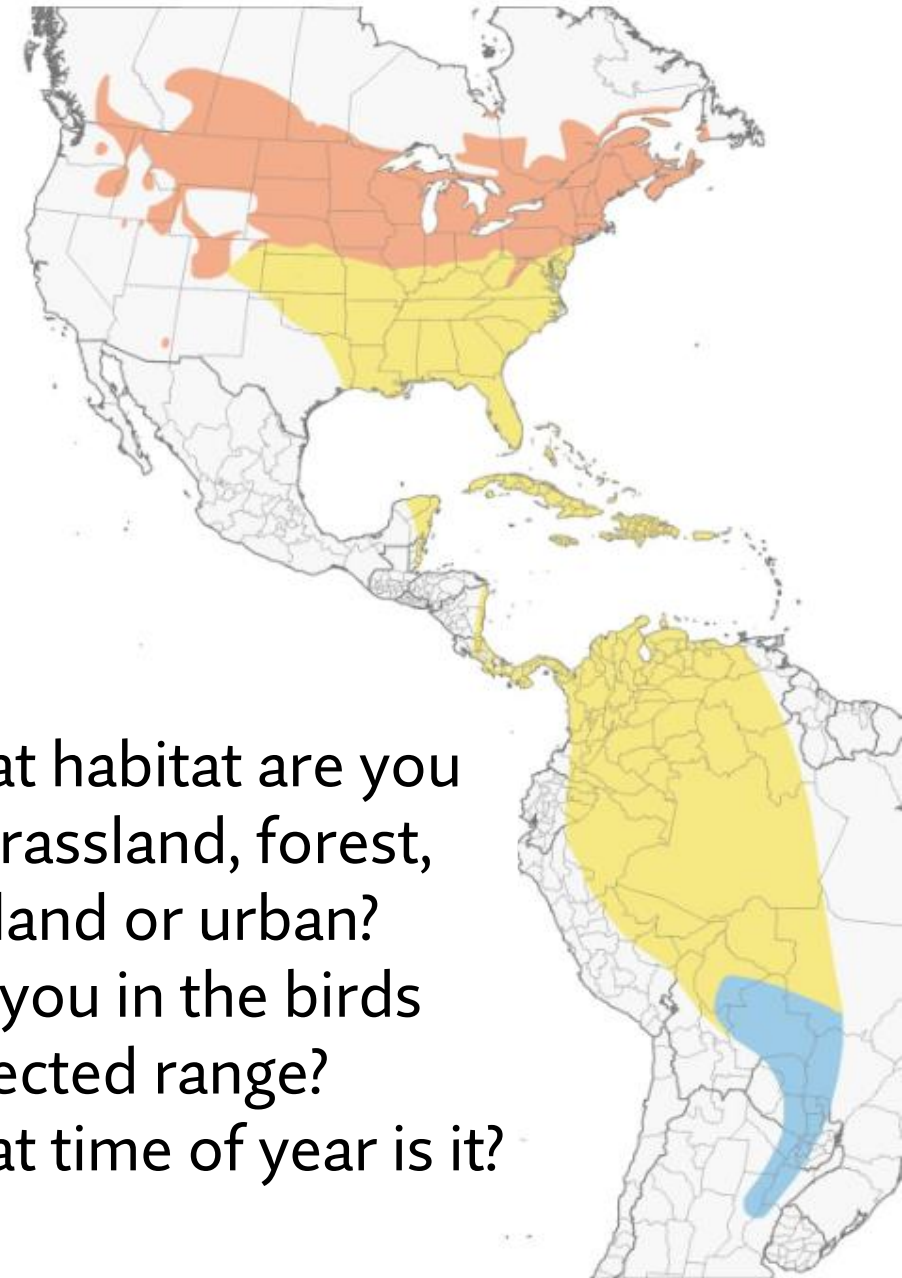 at habitat are you
rassland, forest,
land or urban?
you in the birds
ected range?
at time of year is it?